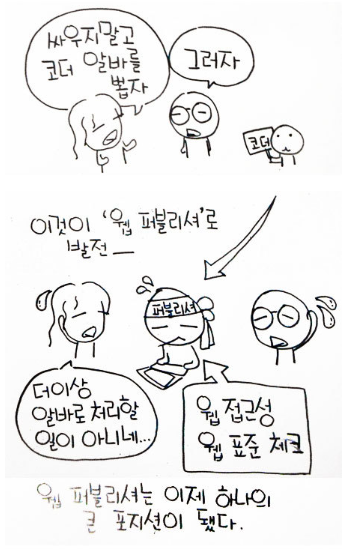 싸우지말고
코더 알바를
뽑자
그러자
코더
이것이 '웹 퍼블리셔'로
발전ㅡ
퍼블리셔
더이상
알바로 처리할
일이 아니네...
웹 접근성
웹 표준 체크
웹 퍼블리셔는 이제 하나의
큰 포지션이 됐다.